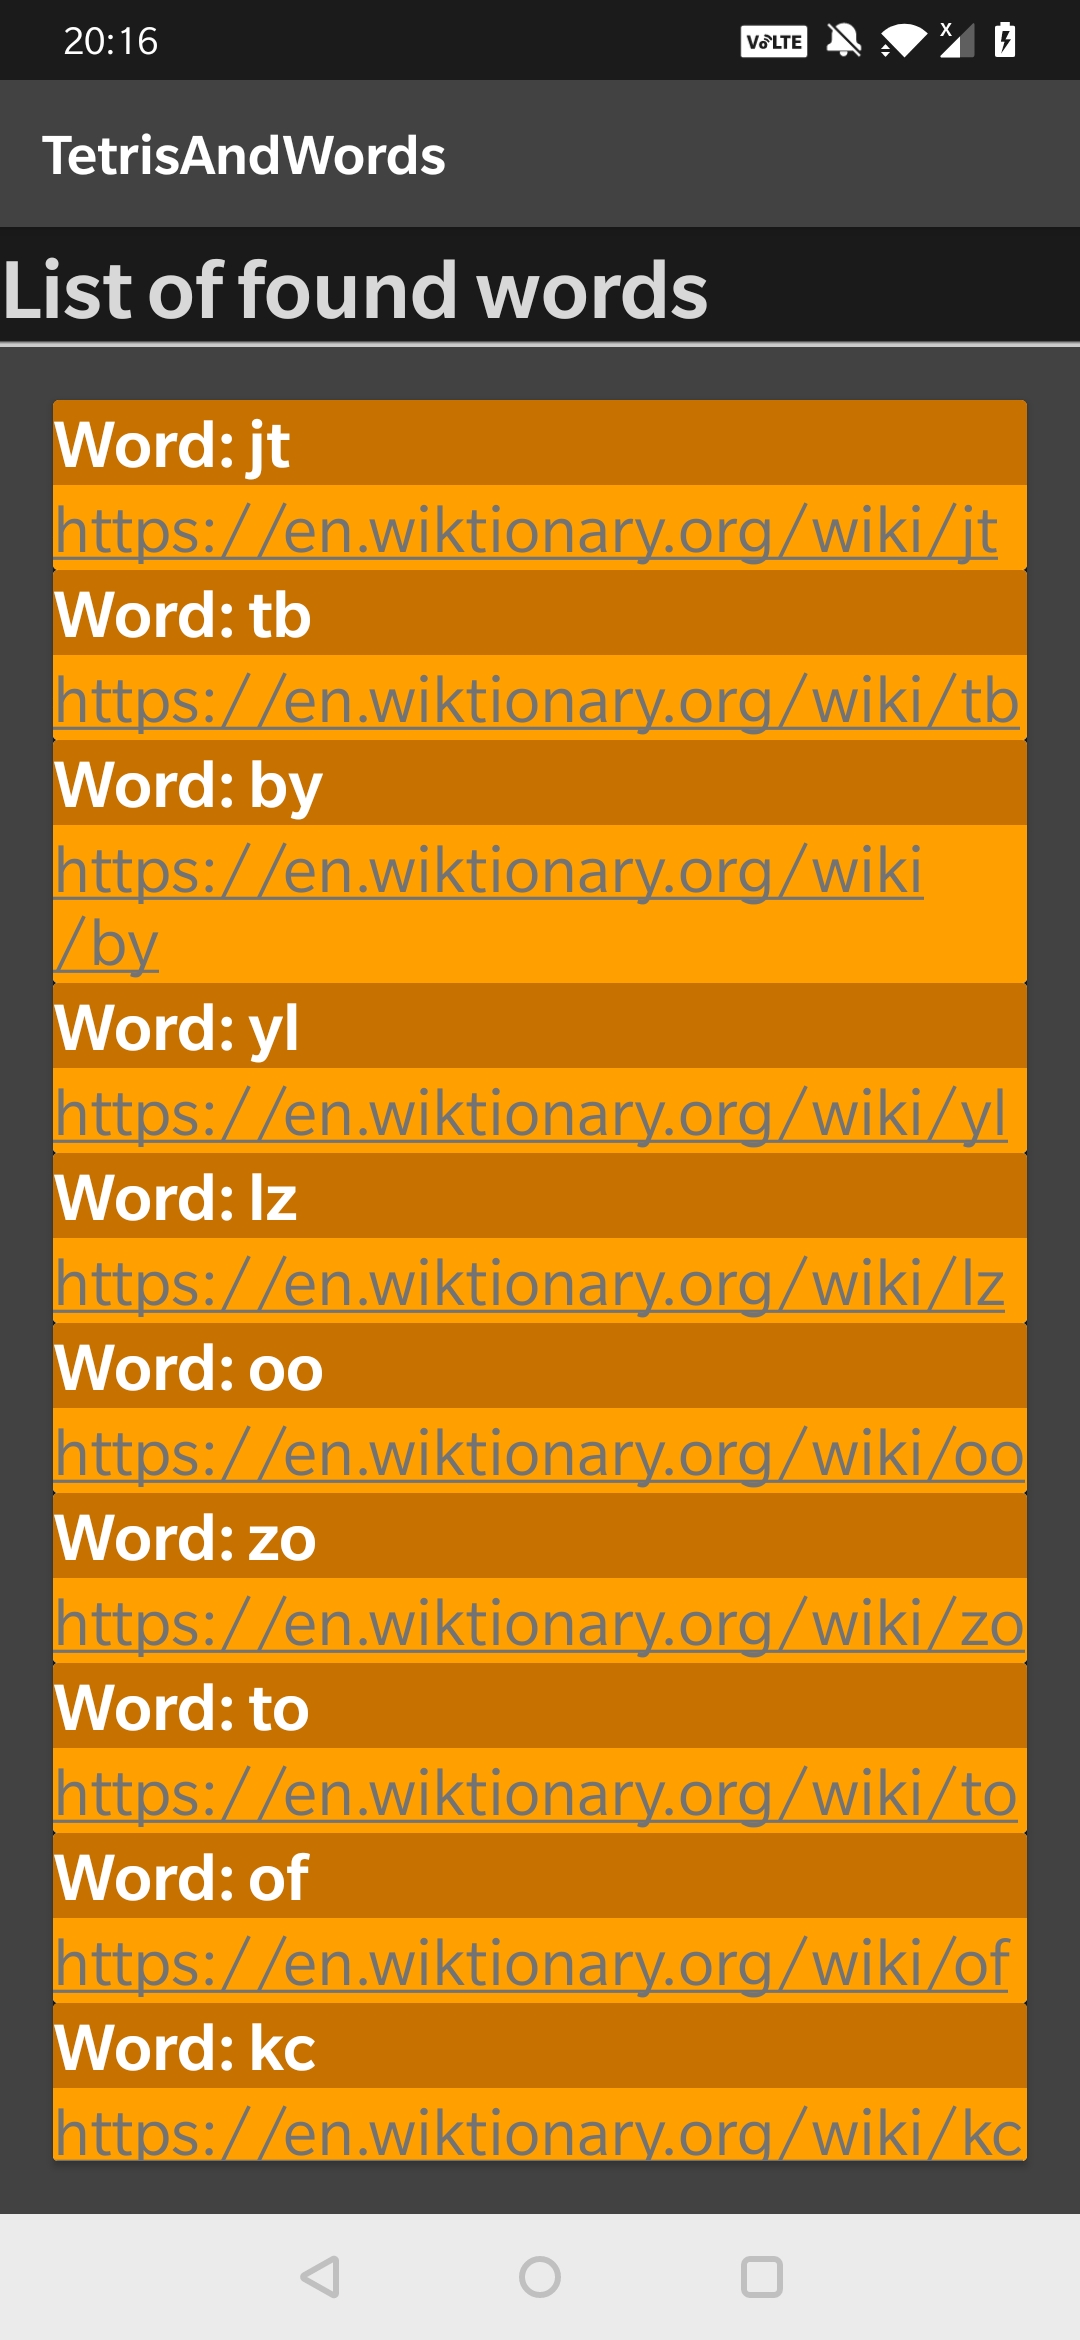 20:16
VoLTE
X
TetrisAndWords
List of found words
Word: jt
https://en.wiktionary.org/wiki/jt
Word: tb
https://en.wiktionary.org/wiki/tb
Word: by
https://en.wiktionary.org/wiki
/by
Word: yl
https://en.wiktionary.org/wiki/yl
Word: lz
https://en.wiktionary.org/wiki/lz
Word: oo
https://en.wiktionary.org/wiki/oo
Word: zo
https://en.wiktionary.org/wiki/zo
Word: to
https://en.wiktionary.org/wiki/to
Word: of
https://en.wiktionary.org/wiki/of
Word: kc
https://en.wiktionary.org/wiki/kc